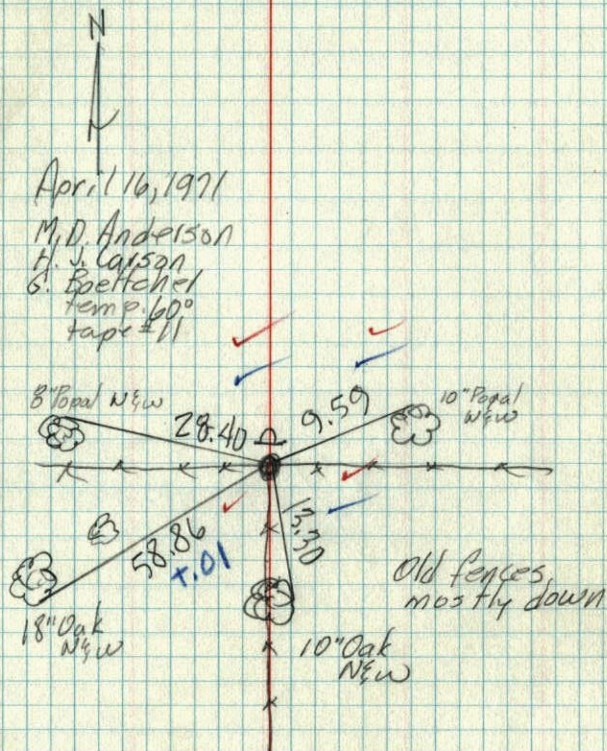 N
April 16, 1971
M.D. Anderson
H.J. Carson
G. Boettcher
temp. 60°
tape #11
8" Popal N&W
28.40
9.59
10" Popal
N&W
58.86
+.01
13.30
18" Oak
N&W
10" Oak
N&W
Old fences
mostly down